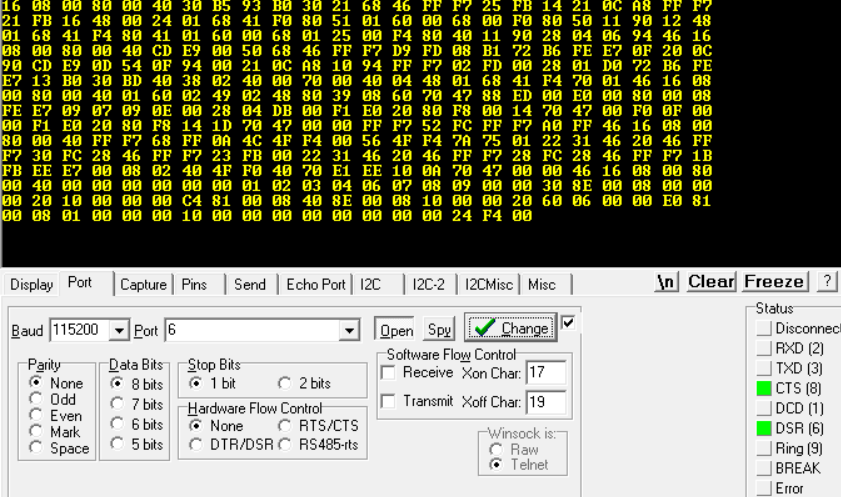 16 08 00 80 00 40 30 B5 93 B0 30 21 68 46 FF F7 25 FB 14 21 0C A8 FF F7
21 FB 16 48 00 24 01 68 41 F0 80 51 01 60 00 68 00 F0 80 50 11 90 12 48
01 68 41 F4 80 41 01 60 00 68 01 25 00 F4 80 40 11 90 28 04 06 94 46 16
08 00 80 00 40 CD E9 00 50 68 46 FF F7 D9 FD 08 B1 72 B6 FE E7 0F 20 0C
90 CD E9 0D 54 0F 94 00 21 0C A8 10 94 FF F7 02 FD 00 28 01 D0 72 B6 FE
E7 13 B0 30 BD 40 38 02 40 00 70 00 40 04 48 01 68 41 F4 70 01 46 16 08
00 80 00 40 01 60 02 49 02 48 80 39 08 60 70 47 88 ED 00 E0 00 80 00 08
FE E7 09 07 09 0E 00 28 04 DB 00 F1 E0 20 80 F8 00 14 70 47 00 F0 0F 00
00 F1 E0 20 80 F8 14 1D 70 47 00 00 FF F7 52 FC FF F7 A0 FF 46 16 08 00
80 00 40 FF F7 68 FF 0A 4C 4F F4 00 56 4F F4 7A 75 01 22 31 46 20 46 FF
F7 30 FC 28 46 FF F7 23 FB 00 22 31 46 20 46 FF F7 28 FC 28 46 FF F7 1B
FB EE E7 00 08 02 40 4F F0 40 70 E1 EE 10 0A 70 47 00 00 46 16 08 00 80
00 40 00 00 00 00 00 00 01 02 03 04 06 07 08 09 00 00 30 8E 00 08 00 00
00 20 10 00 00 00 C4 81 00 08 40 8E 00 08 10 00 00 20 60 06 00 00 E0 81
00 08 01 00 00 00 10 00 00 00 00 00 00 00 00 24 F4 00
Display Port Capture Pins Send Echo Port I2C I2C-2 I2CMisc Misc \n Clear Freeze ?
Baud 115200 Port 6 Open Spy Change
Parity
None
Odd
Even
Mark
Space
Data Bits
8 bits
7 bits
6 bits
5 bits
Stop Bits
1 bit 2 bits
Hardware Flow Control
None RTS/CTS
DTR/DSR RS485-rts
Software Flow Control
Receive Xon Char: 17
Transmit Xoff Char: 19
Winsock is:
Raw
Telnet
Status
Disconnect
RXD (2)
TXD (3)
CTS (8)
DCD (1)
DSR (6)
Ring (9)
BREAK
Error